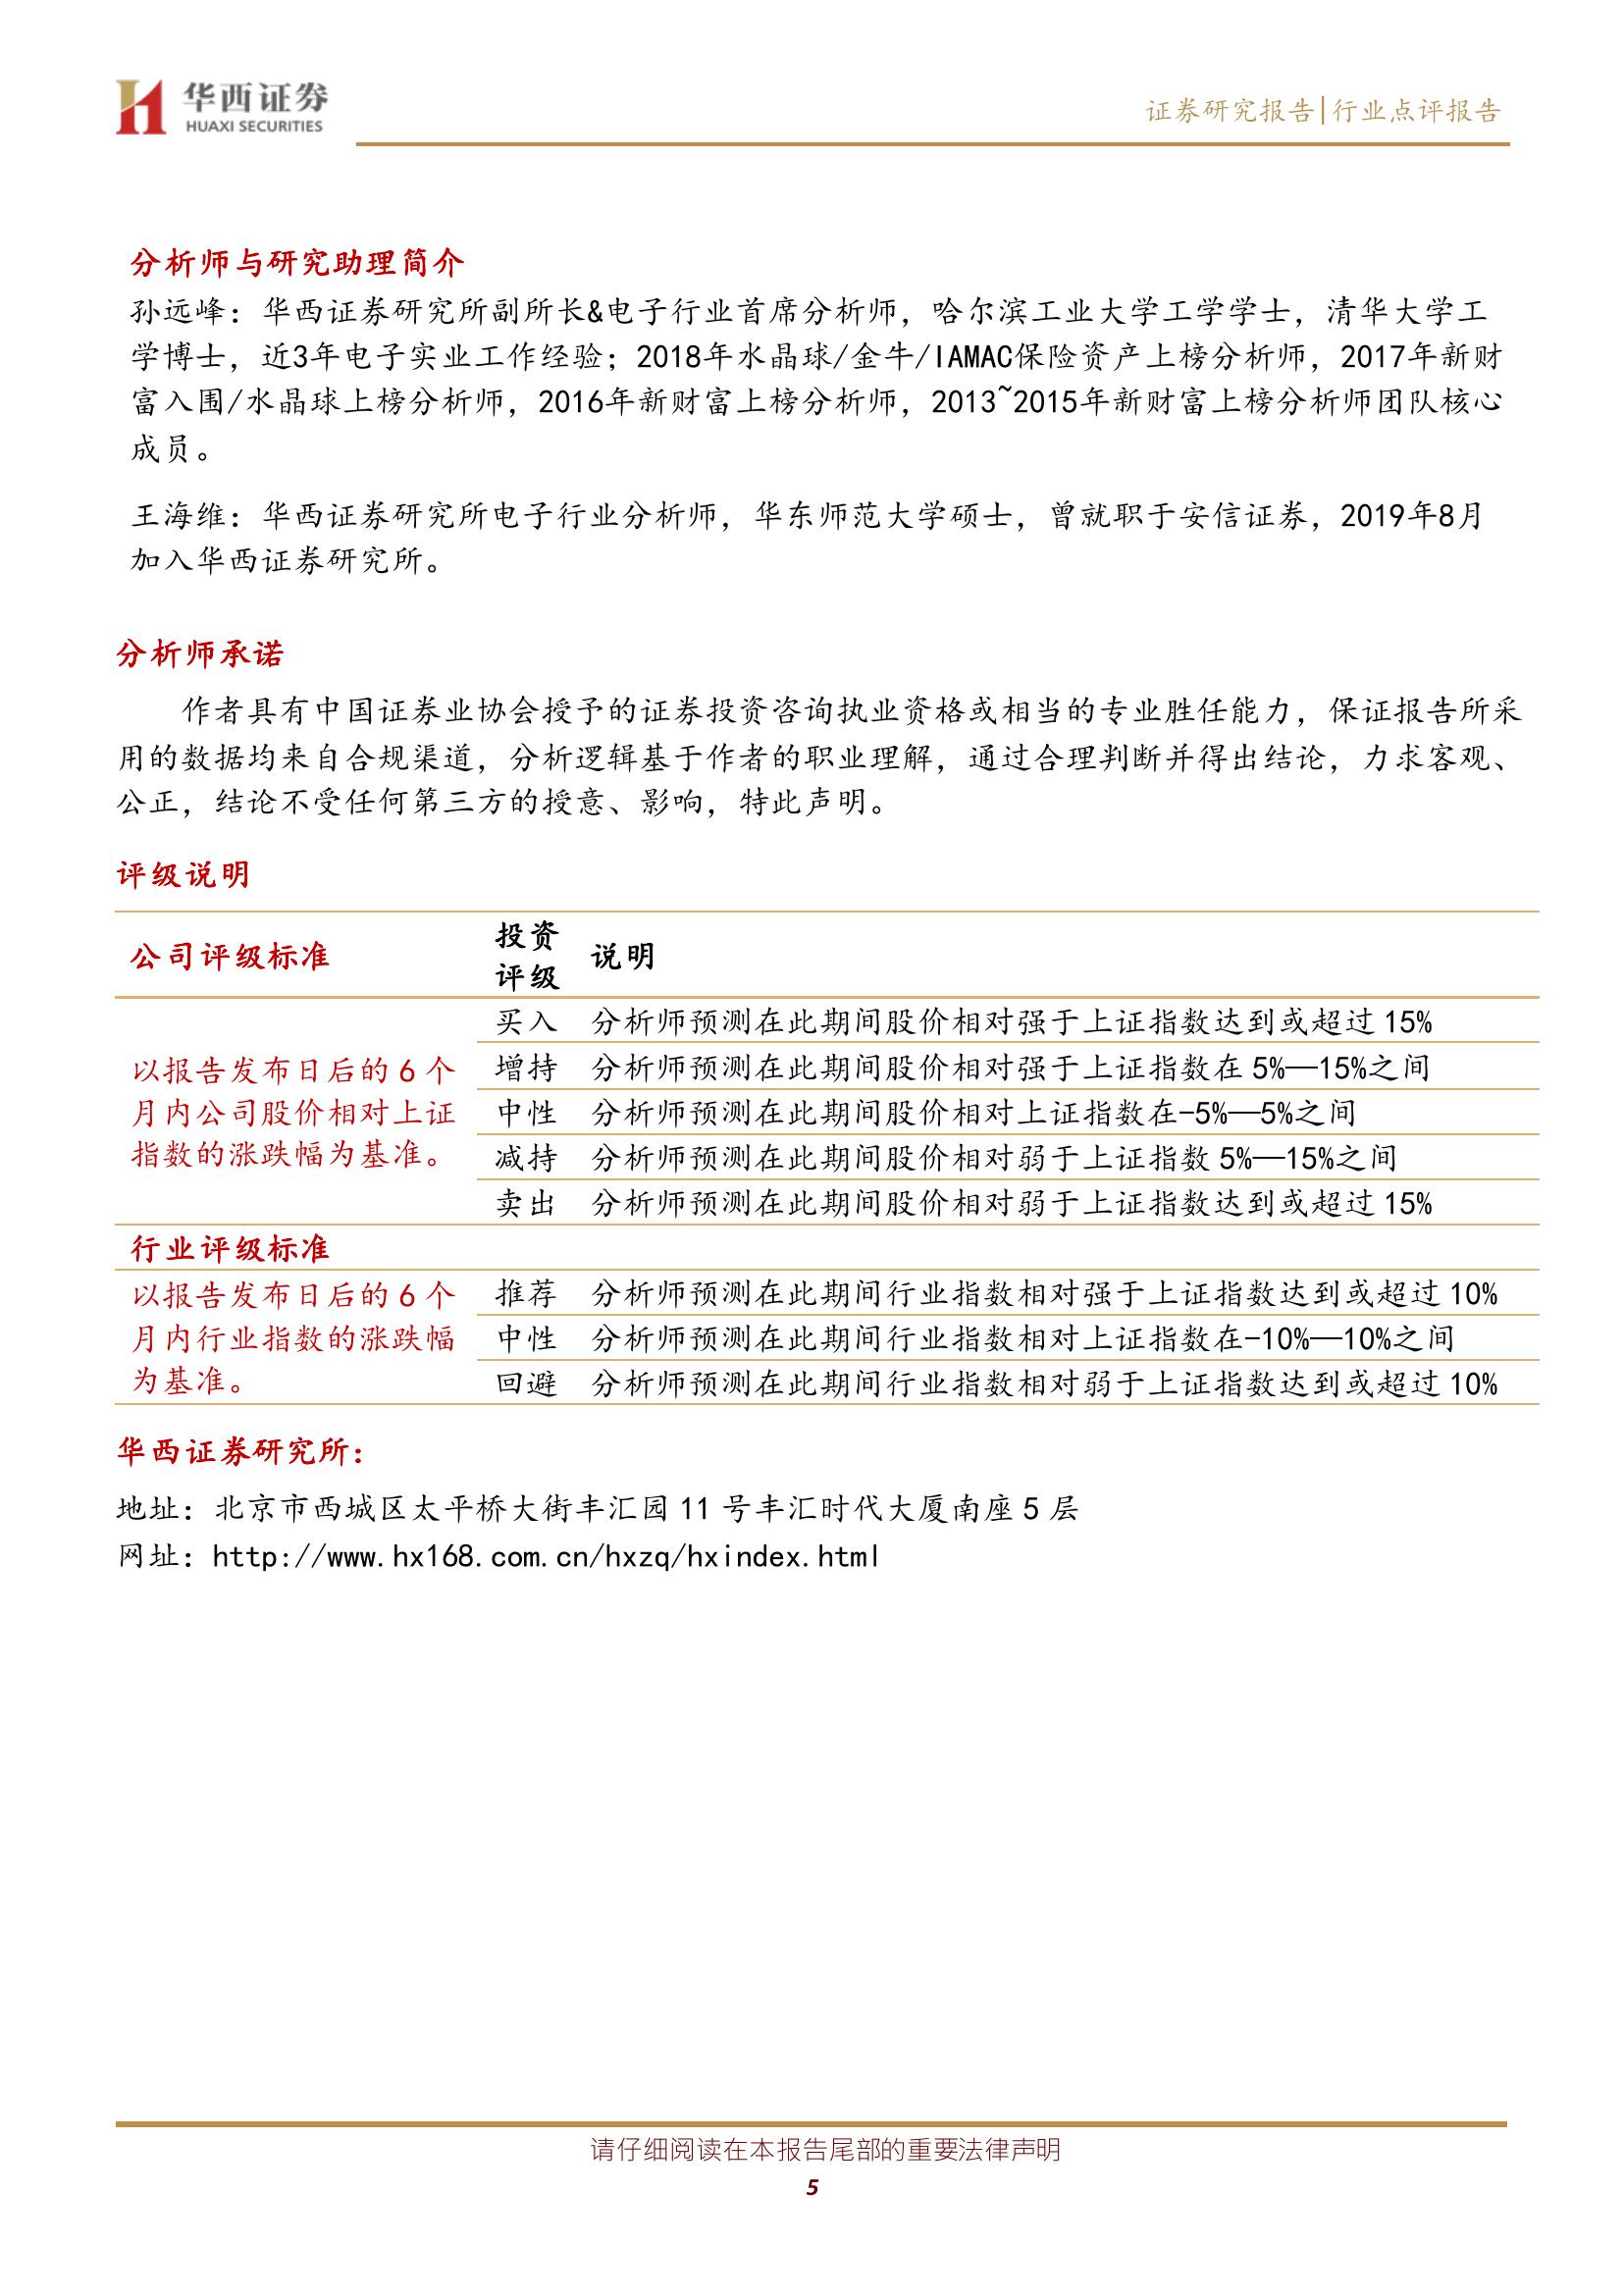 华西证券
HUAXI SECURITIES
证券研究报告|行业点评报告
分析师与研究助理简介
孙远峰：华西证券研究所副所长&电子行业首席分析师，哈尔滨工业大学工学学士，清华大学工
学博士，近3年电子实业工作经验；2018年水晶球/金牛/IAMAC保险资产上榜分析师，2017年新财
富入围/水晶球上榜分析师，2016年新财富上榜分析师，2013~2015年新财富上榜分析师团队核心
成员。
王海维：华西证券研究所电子行业分析师，华东师范大学硕士，曾就职于安信证券，2019年8月
加入华西证券研究所。
分析师承诺
作者具有中国证券业协会授予的证券投资咨询执业资格或相当的专业胜任能力，保证报告所采
用的数据均来自合规渠道，分析逻辑基于作者的职业理解，通过合理判断并得出结论，力求客观、
公正，结论不受任何第三方的授意、影响，特此声明。
评级说明
公司评级标准
投资
评级
说明
以报告发布日后的 6 个
月内公司股价相对上证
指数的涨跌幅为基准。
买入 分析师预测在此期间股价相对强于上证指数达到或超过 15%
增持 分析师预测在此期间股价相对强于上证指数在 5%—15%之间
中性 分析师预测在此期间股价相对上证指数在-5%—5%之间
减持 分析师预测在此期间股价相对弱于上证指数 5%—15%之间
卖出 分析师预测在此期间股价相对弱于上证指数达到或超过 15%
行业评级标准
以报告发布日后的 6 个
月内行业指数的涨跌幅
为基准。
推荐 分析师预测在此期间行业指数相对强于上证指数达到或超过 10%
中性 分析师预测在此期间行业指数相对上证指数在-10%—10%之间
回避 分析师预测在此期间行业指数相对弱于上证指数达到或超过 10%
华西证券研究所：
地址：北京市西城区太平桥大街丰汇园 11 号丰汇时代大厦南座 5 层
网址：http://www.hx168.com.cn/hxzq/hxindex.html
请仔细阅读在本报告尾部的重要法律声明
5